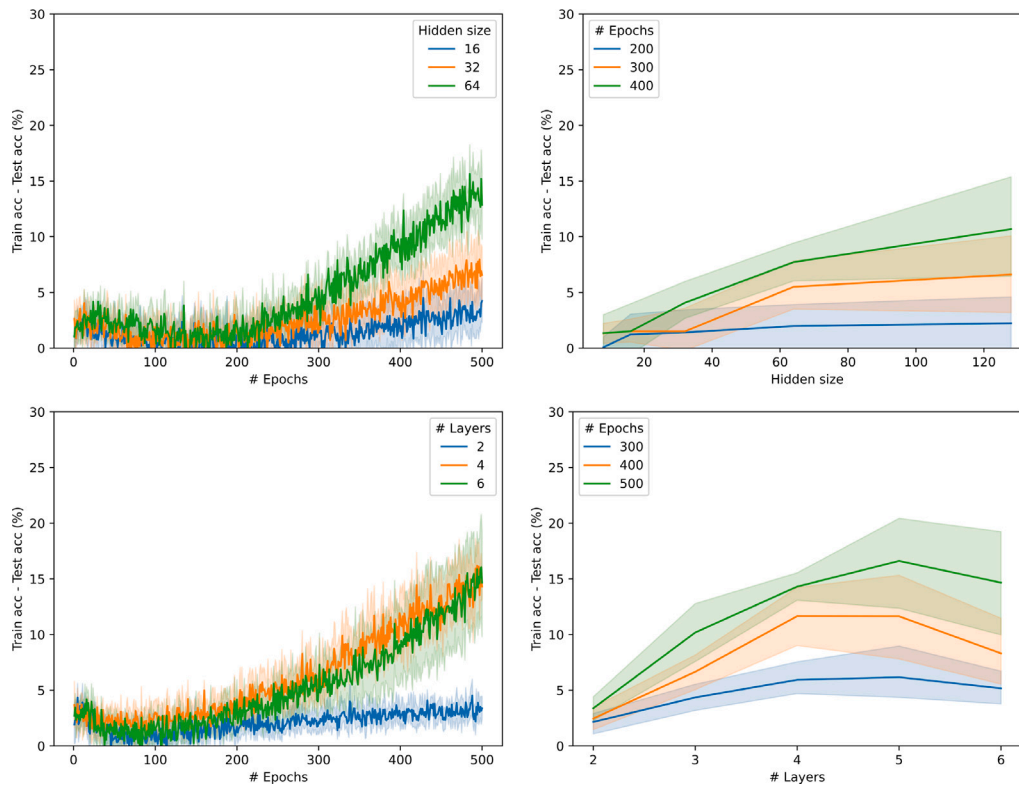 30
25
20
15
10
5
0
Train acc - Test acc (%)
Hidden size
16
32
64
0 100 200 300 400 500
# Epochs
30
25
20
15
10
5
0
Train acc - Test acc (%)
# Epochs
200
300
400
20 40 60 80 100 120
Hidden size
30
25
20
15
10
5
0
Train acc - Test acc (%)
# Layers
2
4
6
0 100 200 300 400 500
# Epochs
30
25
20
15
10
5
0
Train acc - Test acc (%)
# Epochs
300
400
500
2 3 4 5 6
# Layers